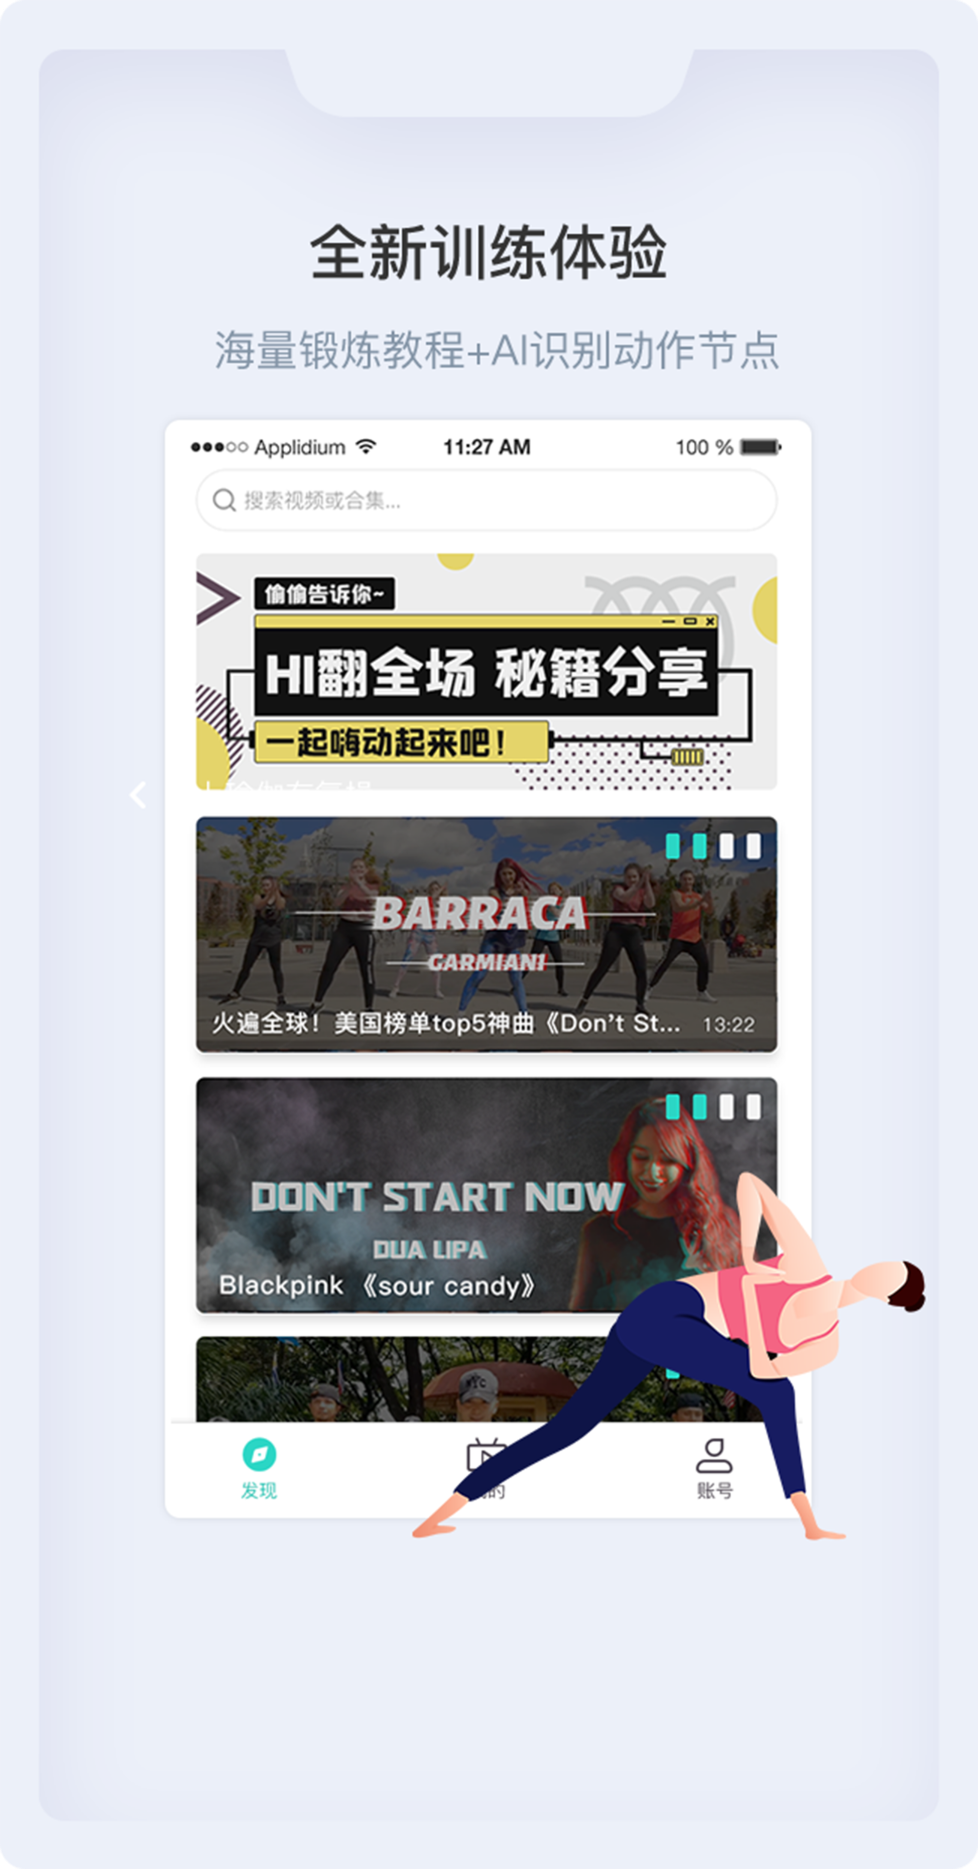 全新训练体验
海量锻炼教程+AI识别动作节点
Applidium 11:27 AM 100 %
搜索视频或合集...
偷偷告诉你~
HI翻全场 秘籍分享
一起嗨动起来吧！
BARRACA
GARMIANI
火遍全球！美国榜单top5神曲《Don't St... 13:22
DON'T START NOW
DUA LIPA
Blackpink 《sour candy》
发现 的 账号